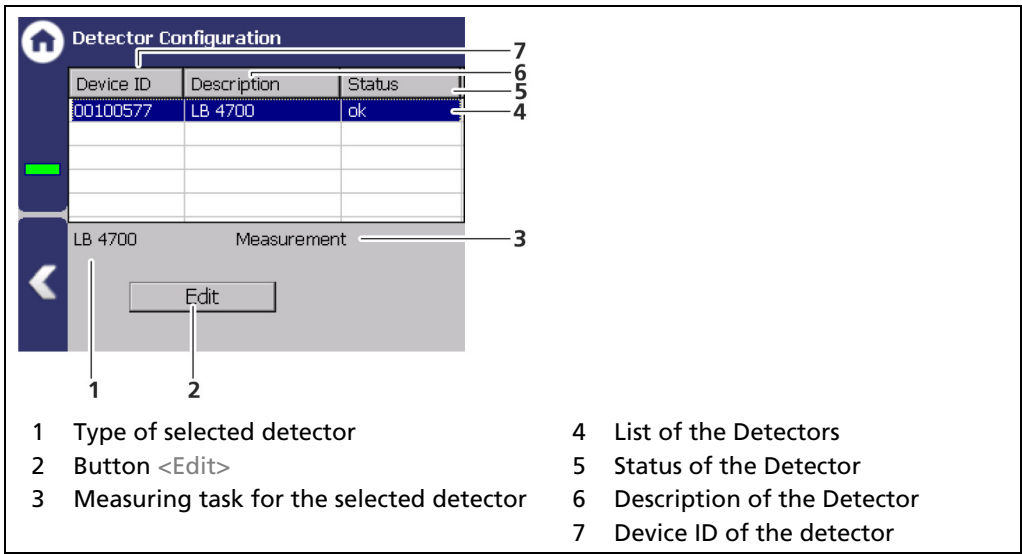 Detector Configuration
7
6
Device ID Description Status
5
00100577 LB 4700 ok
4
LB 4700 Measurement
3
Edit
1 2
1 Type of selected detector
2 Button <Edit>
3 Measuring task for the selected detector
4 List of the Detectors
5 Status of the Detector
6 Description of the Detector
7 Device ID of the detector